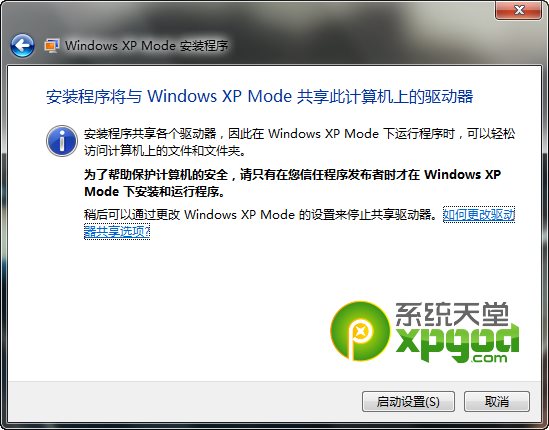 Windows XP Mode 安装程序
安装程序将与 Windows XP Mode 共享此计算机上的驱动器
安装程序共享各个驱动器，因此在 Windows XP Mode 下运行程序时，可以轻松
访问计算机上的文件和文件夹。
为了帮助保护计算机的安全，请只有在您信任程序发布者时才在 Windows XP
Mode 下安装和运行程序。
稍后可以通过更改 Windows XP Mode 的设置来停止共享驱动器。如何更改驱动
器共享选项?
系统天堂
xpgod
.com
启动设置(S)
取消